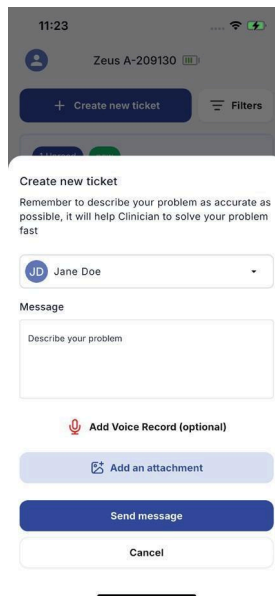 11:23
Zeus A-209130
+ Create new ticket
Filters
1 Unread
Create new ticket
Remember to describe your problem as accurate as
possible, it will help Clinician to solve your problem
fast
JD Jane Doe
Message
Describe your problem
Add Voice Record (optional)
Add an attachment
Send message
Cancel